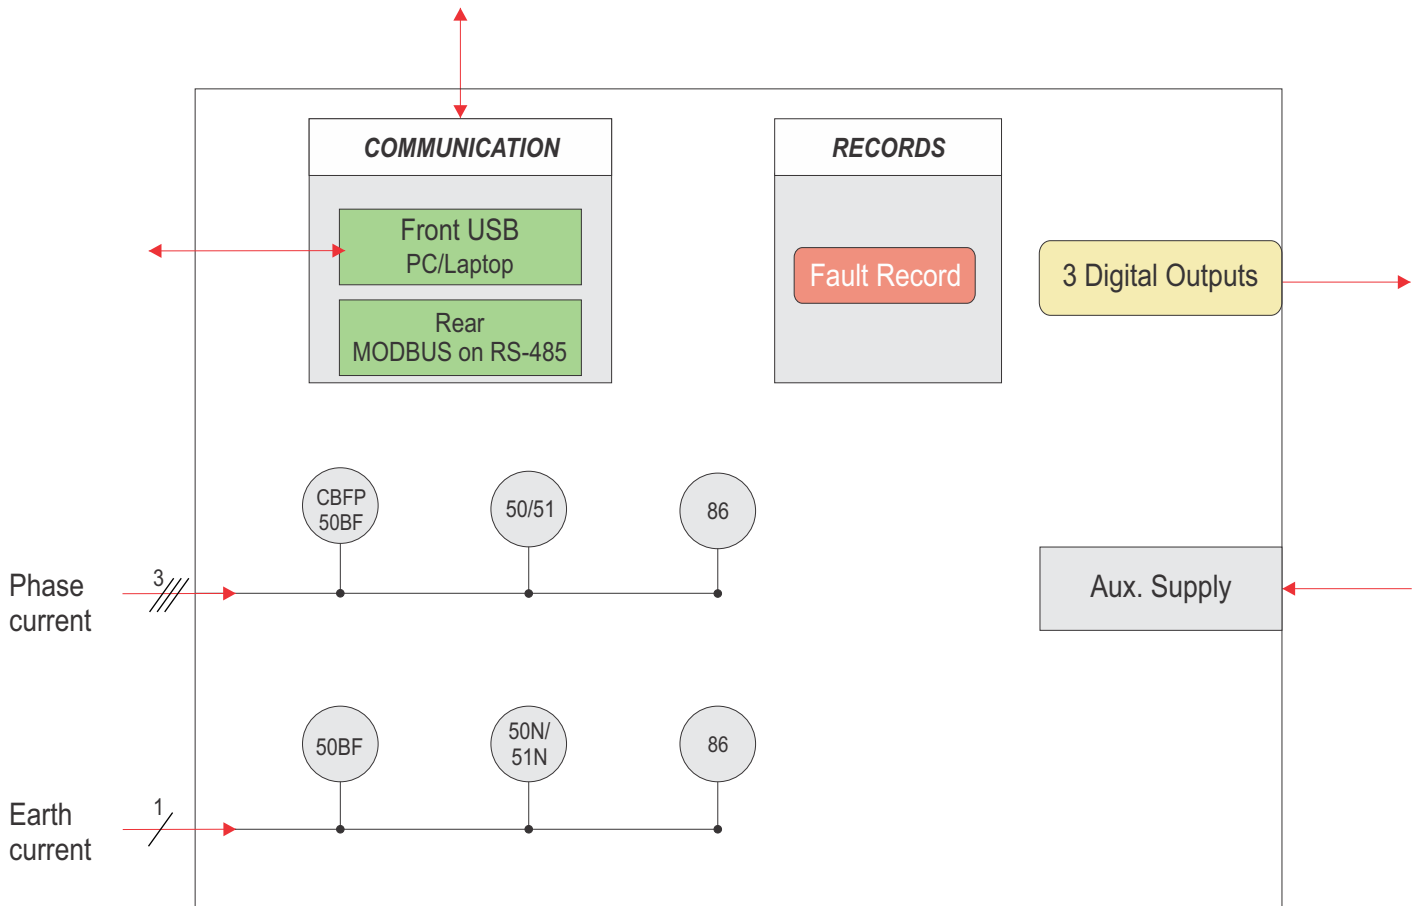 COMMUNICATION
RECORDS
Front USB
PC/Laptop
Rear
MODBUS on RS-485
Fault Record
3 Digital Outputs
CBFP
50BF
50/51
86
Phase
current
3
Aux. Supply
50BF
50N/
51N
86
Earth
current
1